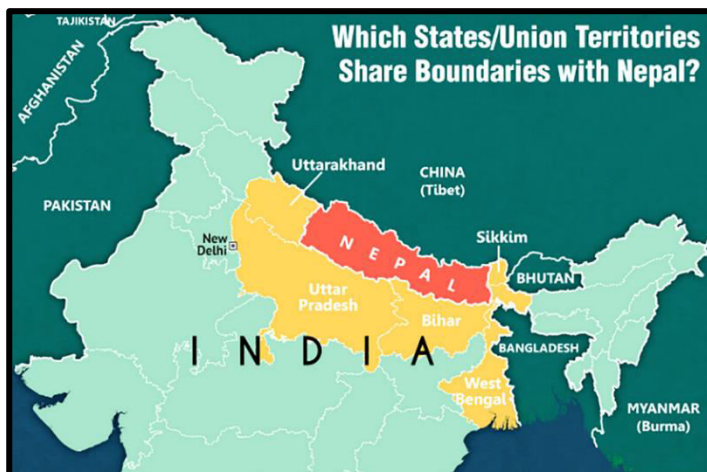 Which States/Union Territories
Share Boundaries with Nepal?
TAJIKISTAN
AFGHANISTAN
PAKISTAN
Uttarakhand
CHINA
(Tibet)
New
Delhi
NEPAL
Sikkim
BHUTAN
Uttar
Pradesh
Bihar
INDIA
BANGLADESH
West
Bengal
MYANMAR
(Burma)